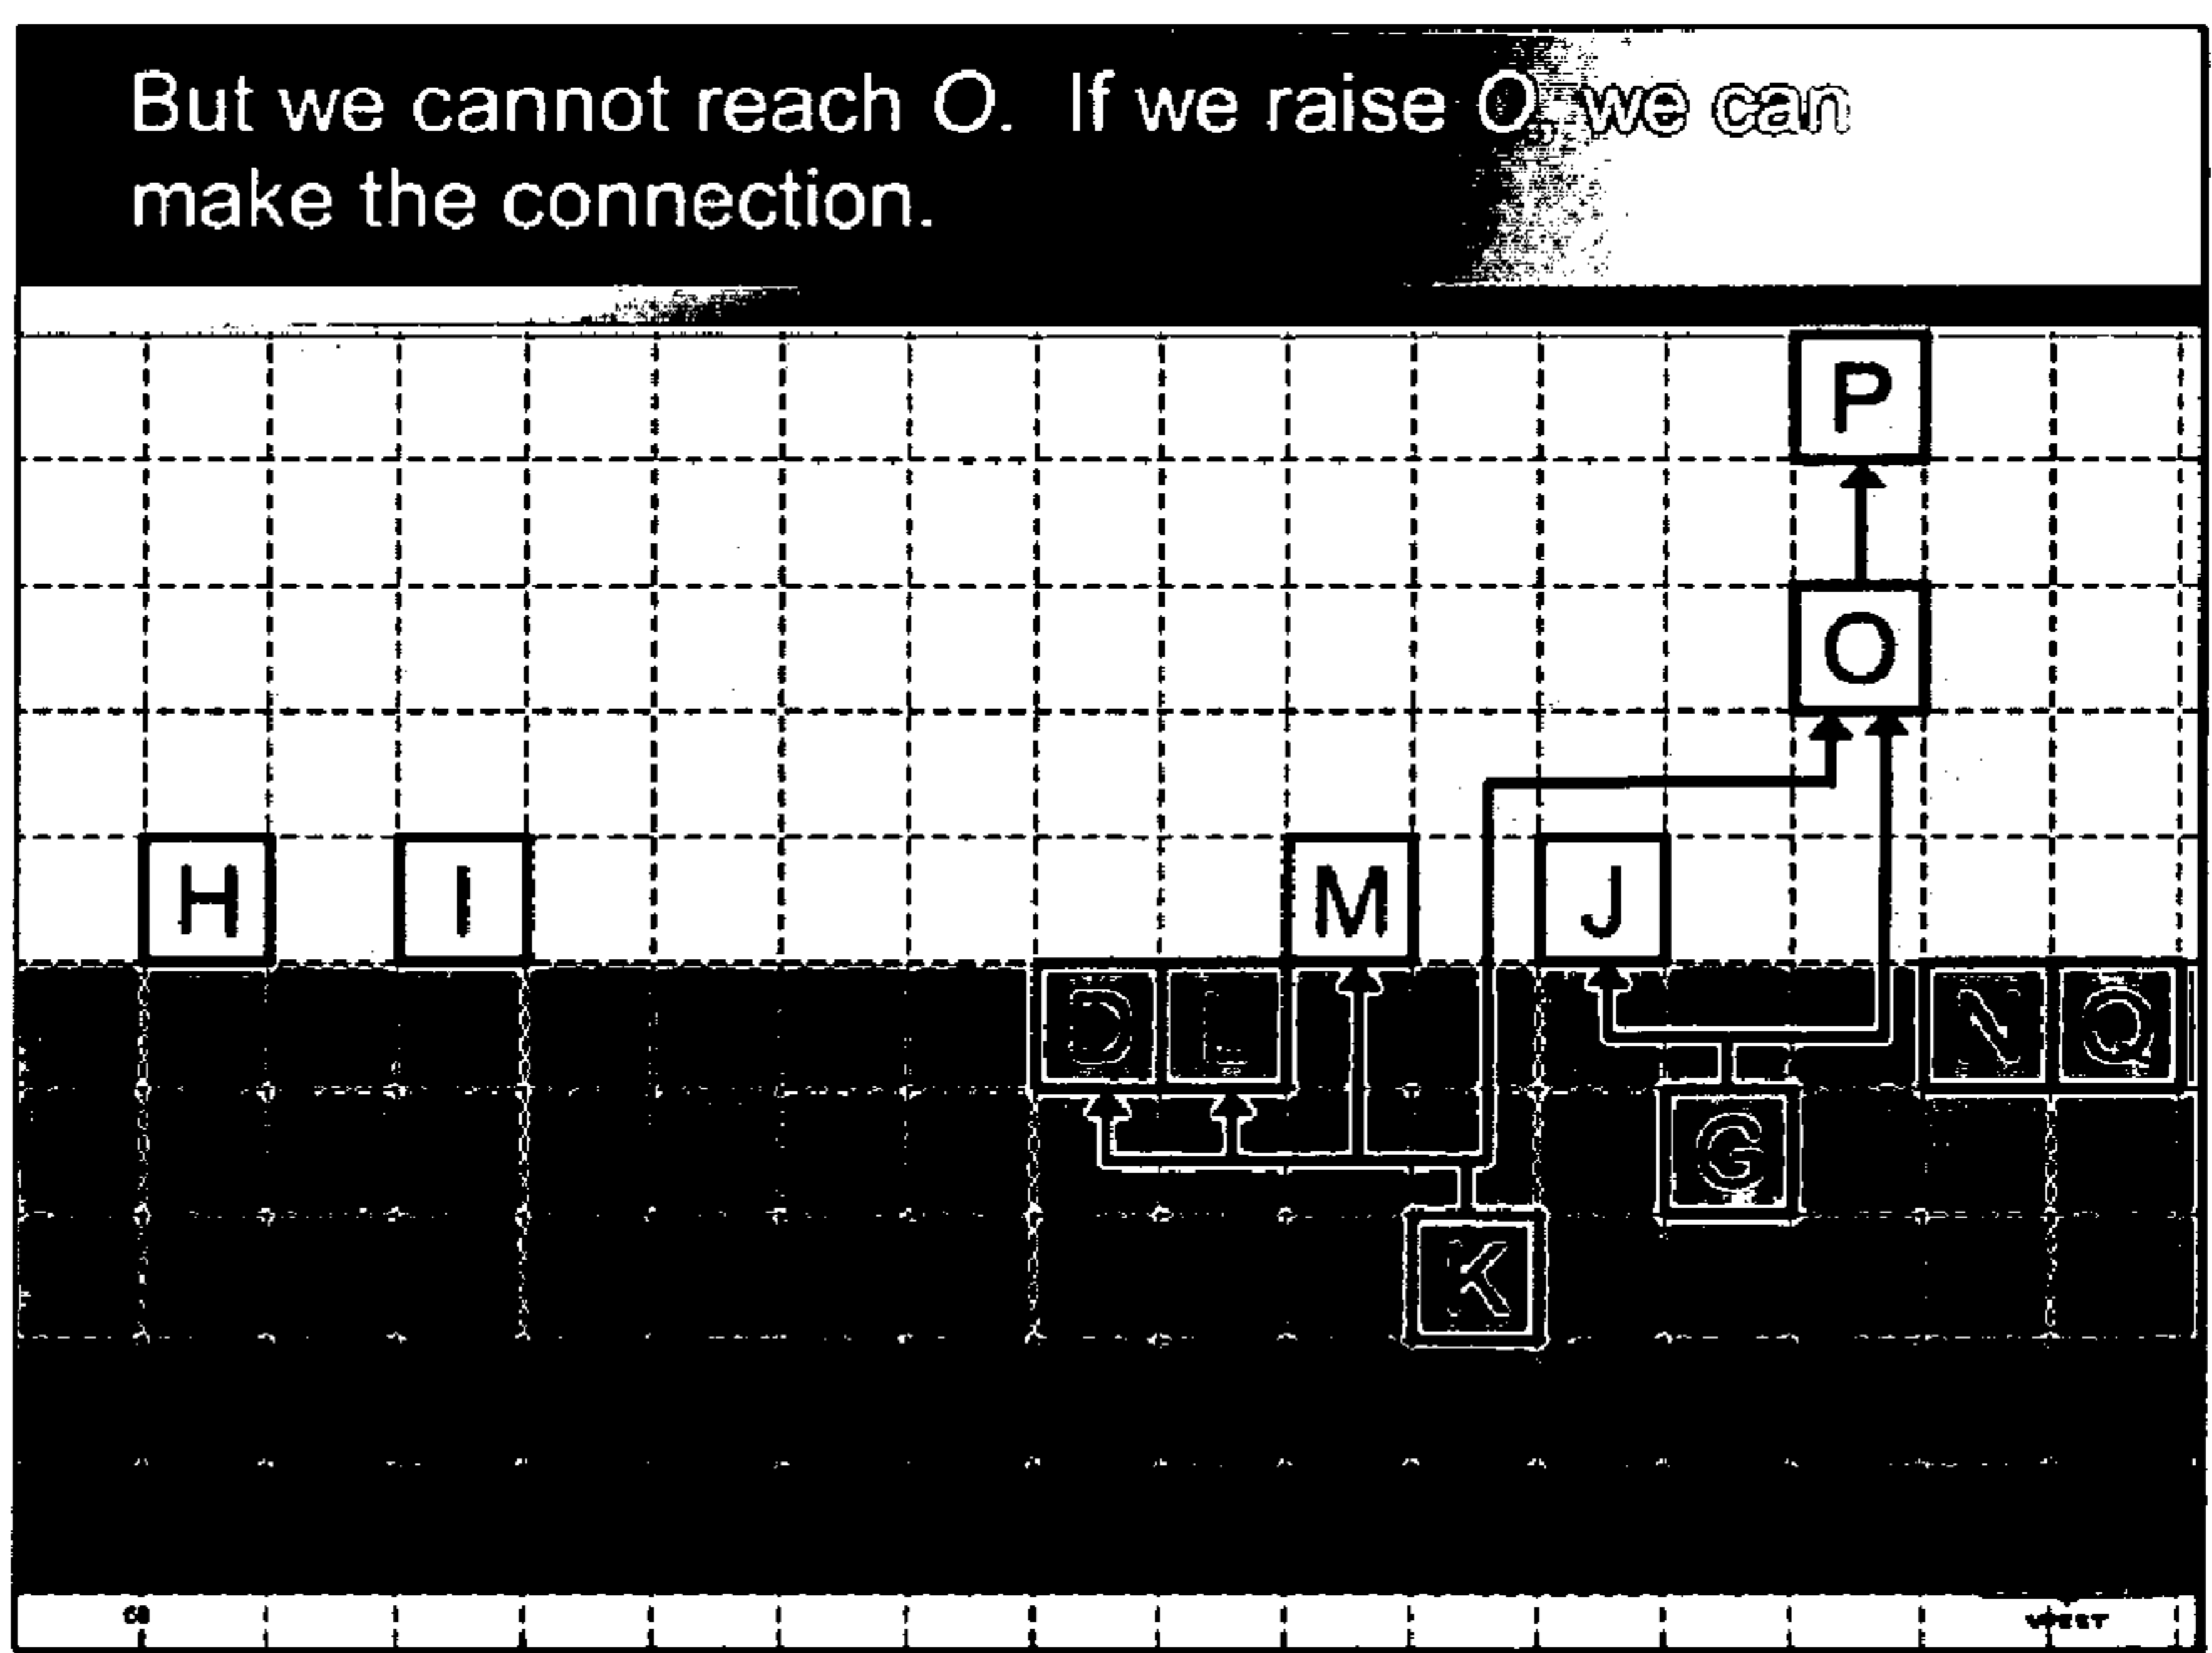 But we cannot reach O. If we raise O, we can
make the connection.
P
O
H I M J
D L N Q
G
K